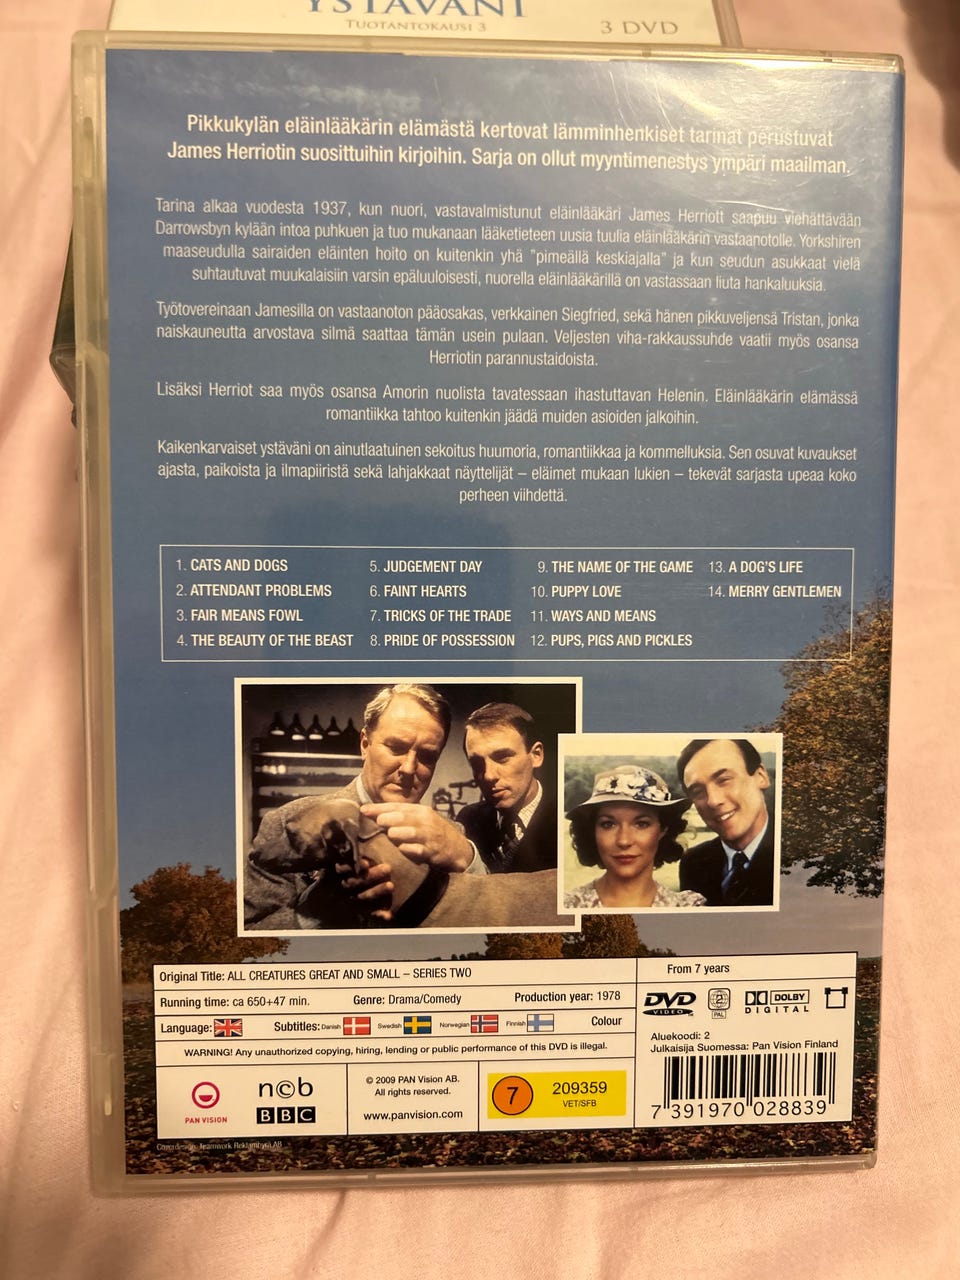 YSTÄVÄNI
TUOTANTOKAUSI 3
3 DVD
Pikkukylän eläinlääkärin elämästä kertovat lämminhenkiset tarinat perustuvat
James Herriotin suosittuihin kirjoihin. Sarja on ollut myyntimenestys ympäri maailman.
Tarina alkaa vuodesta 1937, kun nuori, vastavalmistunut eläinlääkäri James Herriott saapuu viehättävään
Darrowsbyn kylään intoa puhkuen ja tuo mukanaan lääketieteen uusia tuulia eläinlääkärin vastaanotolle. Yorkshiren
maaseudulla sairaiden eläinten hoito on kuitenkin yhä "pimeällä keskiajalla" ja kun seudun asukkaat vielä
suhtautuvat muukalaisiin varsin epäluuloisesti, nuorella eläinlääkärillä on vastassaan liuta hankaluuksia.
Työtovereinaan Jamesilla on vastaanoton pääosakas, verkkainen Siegfried, sekä hänen pikkuveljensä Tristan, jonka
naiskauneutta arvostava silmä saattaa tämän usein pulaan. Veljesten viha-rakkaussuhde vaatii myös osansa
Herriotin parannustaidoista.
Lisäksi Herriot saa myös osansa Amorin nuolista tavatessaan ihastuttavan Helenin. Eläinlääkärin elämässä
romantiikka tahtoo kuitenkin jäädä muiden asioiden jalkoihin.
Kaikenkarvaiset ystäväni on ainutlaatuinen sekoitus huumoria, romantiikkaa ja kommelluksia. Sen osuvat kuvaukset
ajasta, paikoista ja ilmapiiristä sekä lahjakkaat näyttelijät – eläimet mukaan lukien – tekevät sarjasta upeaa koko
perheen viihdettä.
1. CATS AND DOGS
2. ATTENDANT PROBLEMS
3. FAIR MEANS FOWL
4. THE BEAUTY OF THE BEAST
5. JUDGEMENT DAY
6. FAINT HEARTS
7. TRICKS OF THE TRADE
8. PRIDE OF POSSESSION
9. THE NAME OF THE GAME
10. PUPPY LOVE
11. WAYS AND MEANS
12. PUPS, PIGS AND PICKLES
13. A DOG'S LIFE
14. MERRY GENTLEMEN
Original Title: ALL CREATURES GREAT AND SMALL – SERIES TWO
Running time: ca 650+47 min. Genre: Drama/Comedy Production year: 1978
Language: Subtitles: Danish Swedish Norwegian Finnish Colour
WARNING! Any unauthorized copying, hiring, lending or public performance of this DVD is illegal.
PAN VISION
ncb
BBC
© 2009 PAN Vision AB.
All rights reserved.
www.panvision.com
7
209359
VET/SFB
From 7 years
DVD
VIDEO
2
PAL
DOLBY
DIGITAL
Aluekoodi: 2
Julkaisija Suomessa: Pan Vision Finland
7 391970 028839
Coverdesign: Teamwork Reklambyrå AB